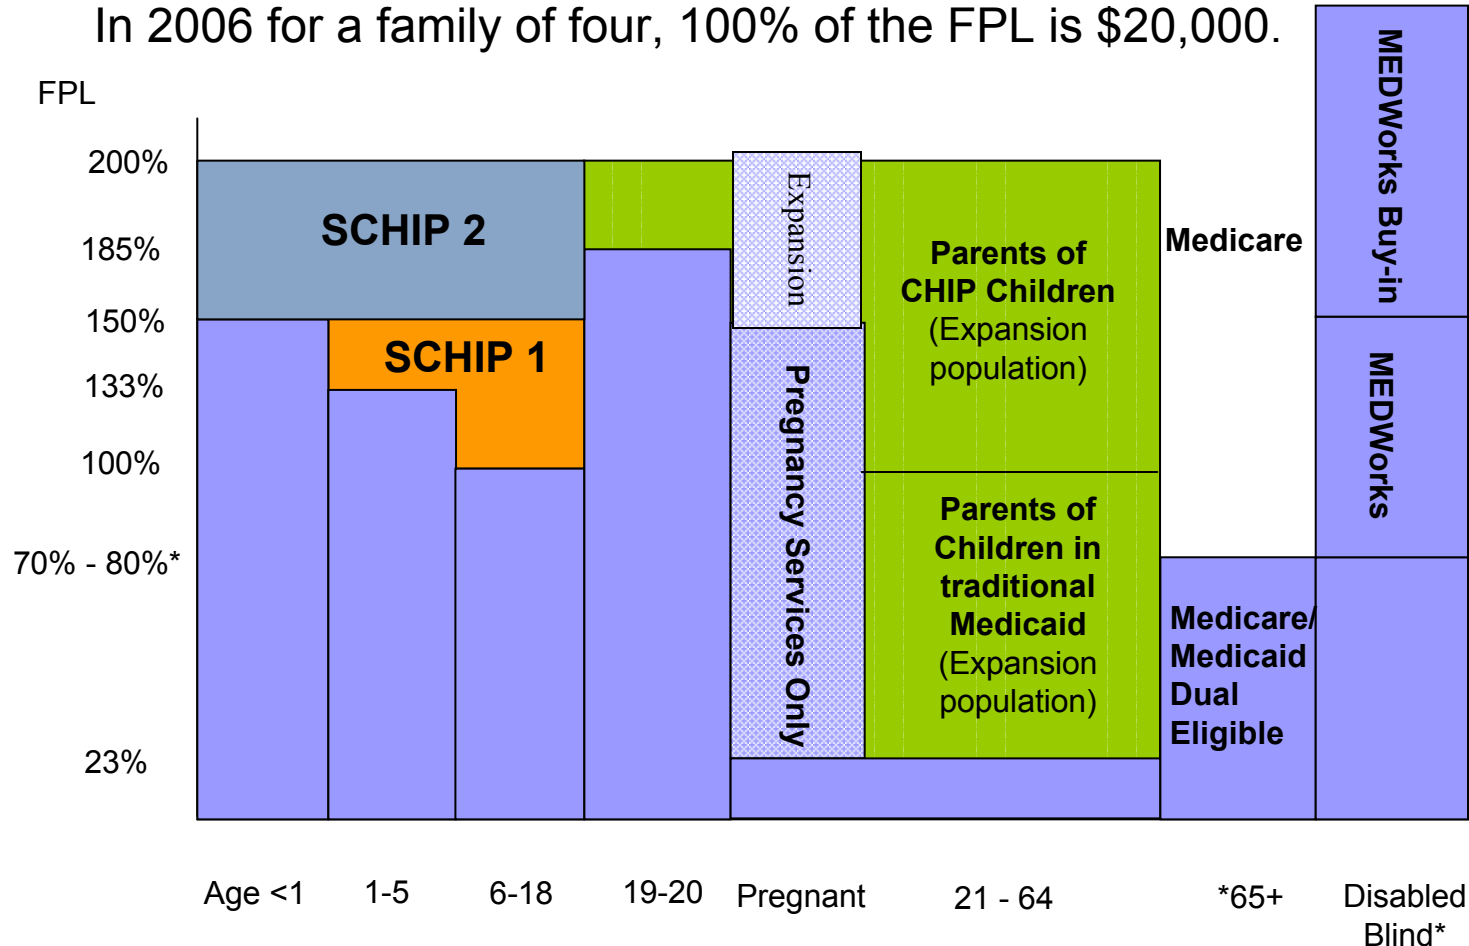 In 2006 for a family of four, 100% of the FPL is $20,000.
FPL
200%
185%
150%
133%
100%
70% - 80%*
23%
SCHIP 2
SCHIP 1
Expansion
Pregnancy Services Only
Parents of
CHIP Children
(Expansion
population)
Parents of
Children in
traditional
Medicaid
(Expansion
population)
Medicare
Medicare/
Medicaid
Dual
Eligible
MEDWorks Buy-in
MEDWorks
Age <1
1-5
6-18
19-20
Pregnant
21 - 64
*65+
Disabled
Blind*